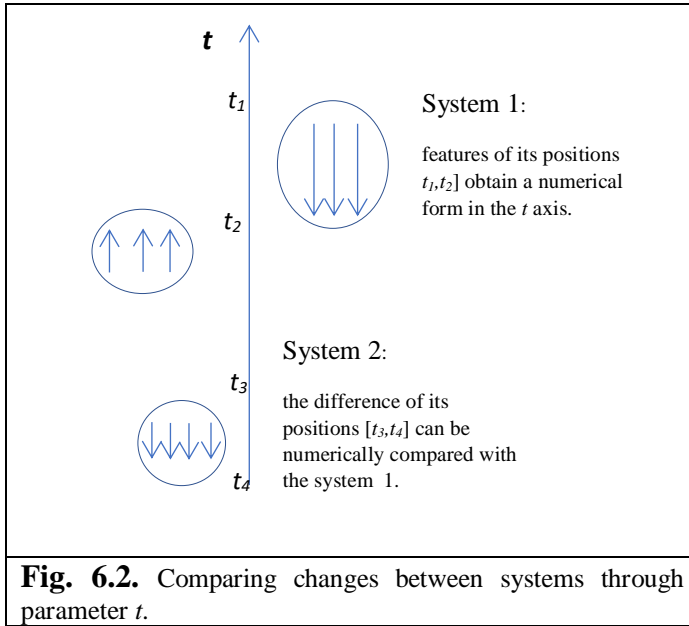 t
t1
System 1:
features of its positions
t1,t2] obtain a numerical
form in the t axis.
t2
System 2:
t3
the difference of its
positions [t3,t4] can be
numerically compared with
the system 1.
t4
Fig. 6.2. Comparing changes between systems through
parameter t.